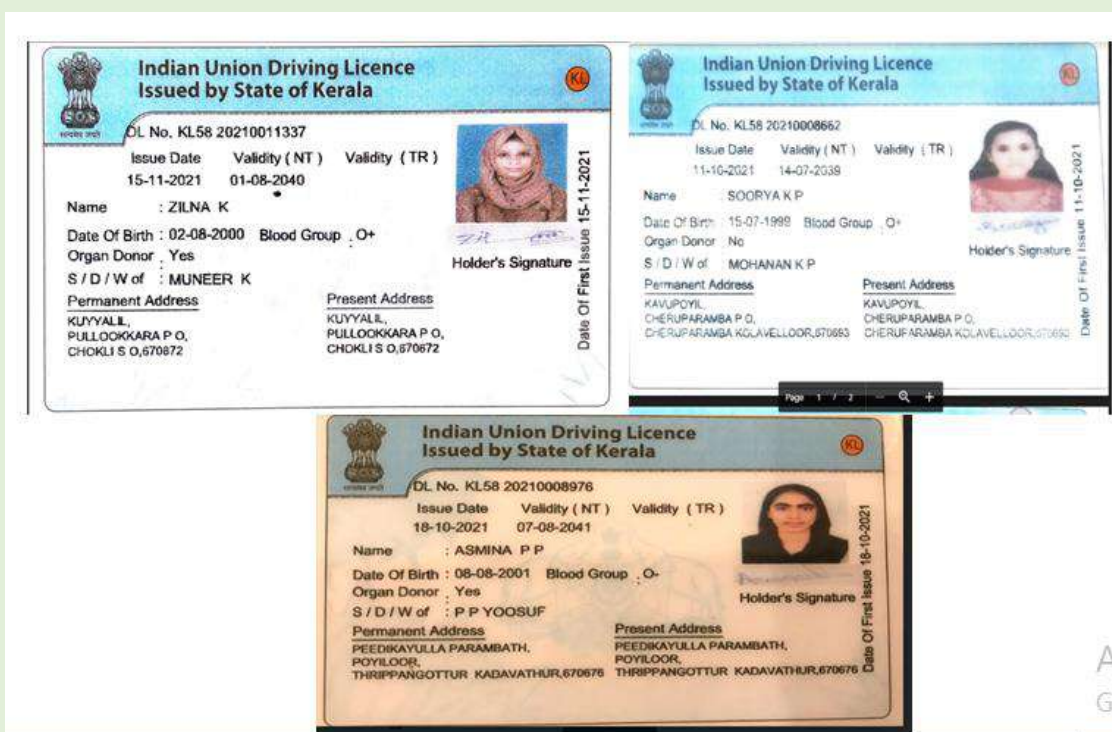 Indian Union Driving Licence
Issued by State of Kerala
KL
DL No. KL58 20210011337
Issue Date Validity ( NT ) Validity ( TR )
15-11-2021 01-08-2040
Name : ZILNA K
Date Of Birth : 02-08-2000 Blood Group : O+
Organ Donor : Yes
S / D / W of : MUNEER K
Holder's Signature
Date Of First Issue 15-11-2021
Permanent Address Present Address
KUYYALIL, KUYYALIL,
PULLOOKKARA P O, PULLOOKKARA P O,
CHOKLI S O,670672 CHOKLI S O,670672
Indian Union Driving Licence
Issued by State of Kerala
KL
DL No. KL58 20210008662
Issue Date Validity ( NT ) Validity ( TR )
11-10-2021 14-07-2039
Name : SOORYA K P
Date Of Birth : 15-07-1999 Blood Group : O+
Organ Donor : No
S / D / W of : MOHANAN K P
Holder's Signature
Date Of First Issue 11-10-2021
Permanent Address Present Address
KAVUPOYIL, KAVUPOYIL,
CHERUPARAMBA P O, CHERUPARAMBA P O,
CHERUPARAMBA KOLAVELLOOR,670693 CHERUPARAMBA KOLAVELLOOR,670693
Page 1 / 2
Indian Union Driving Licence
Issued by State of Kerala
KL
DL No. KL58 20210008976
Issue Date Validity ( NT ) Validity ( TR )
18-10-2021 07-08-2041
Name : ASMINA P P
Date Of Birth : 08-08-2001 Blood Group : O-
Organ Donor : Yes
S / D / W of : P P YOOSUF
Holder's Signature
Date Of First Issue 18-10-2021
Permanent Address Present Address
PEEDIKAYULLA PARAMBATH, PEEDIKAYULLA PARAMBATH,
POYILOOR, POYILOOR,
THRIPPANGOTTUR KADAVATHUR,670676 THRIPPANGOTTUR KADAVATHUR,670676